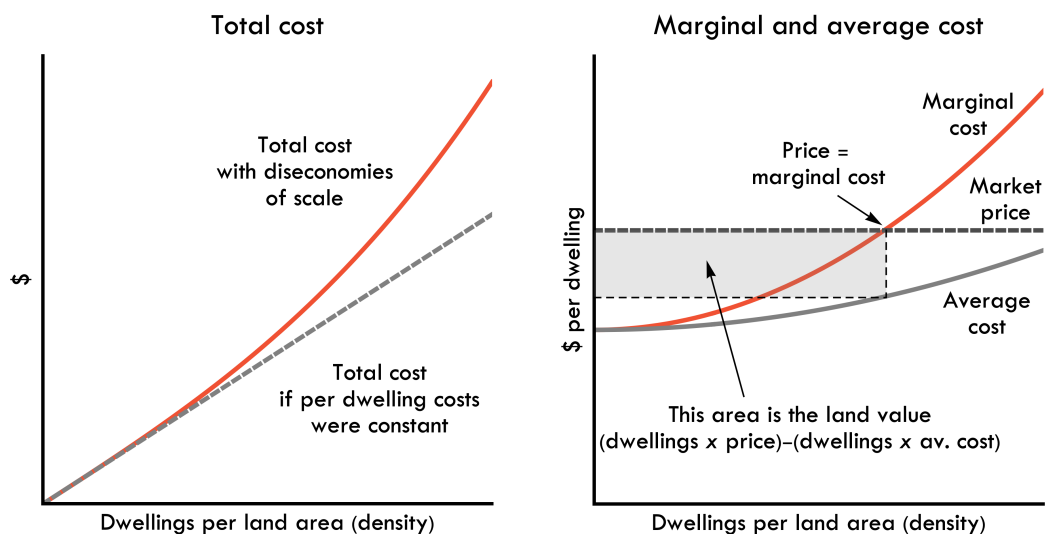 Total cost
$
Total cost
with diseconomies
of scale
Total cost
if per dwelling costs
were constant
Dwellings per land area (density)
Marginal and average cost
$ per dwelling
Marginal
cost
Price =
marginal cost
Market
price
Average
cost
This area is the land value
(dwellings x price)–(dwellings x av. cost)
Dwellings per land area (density)